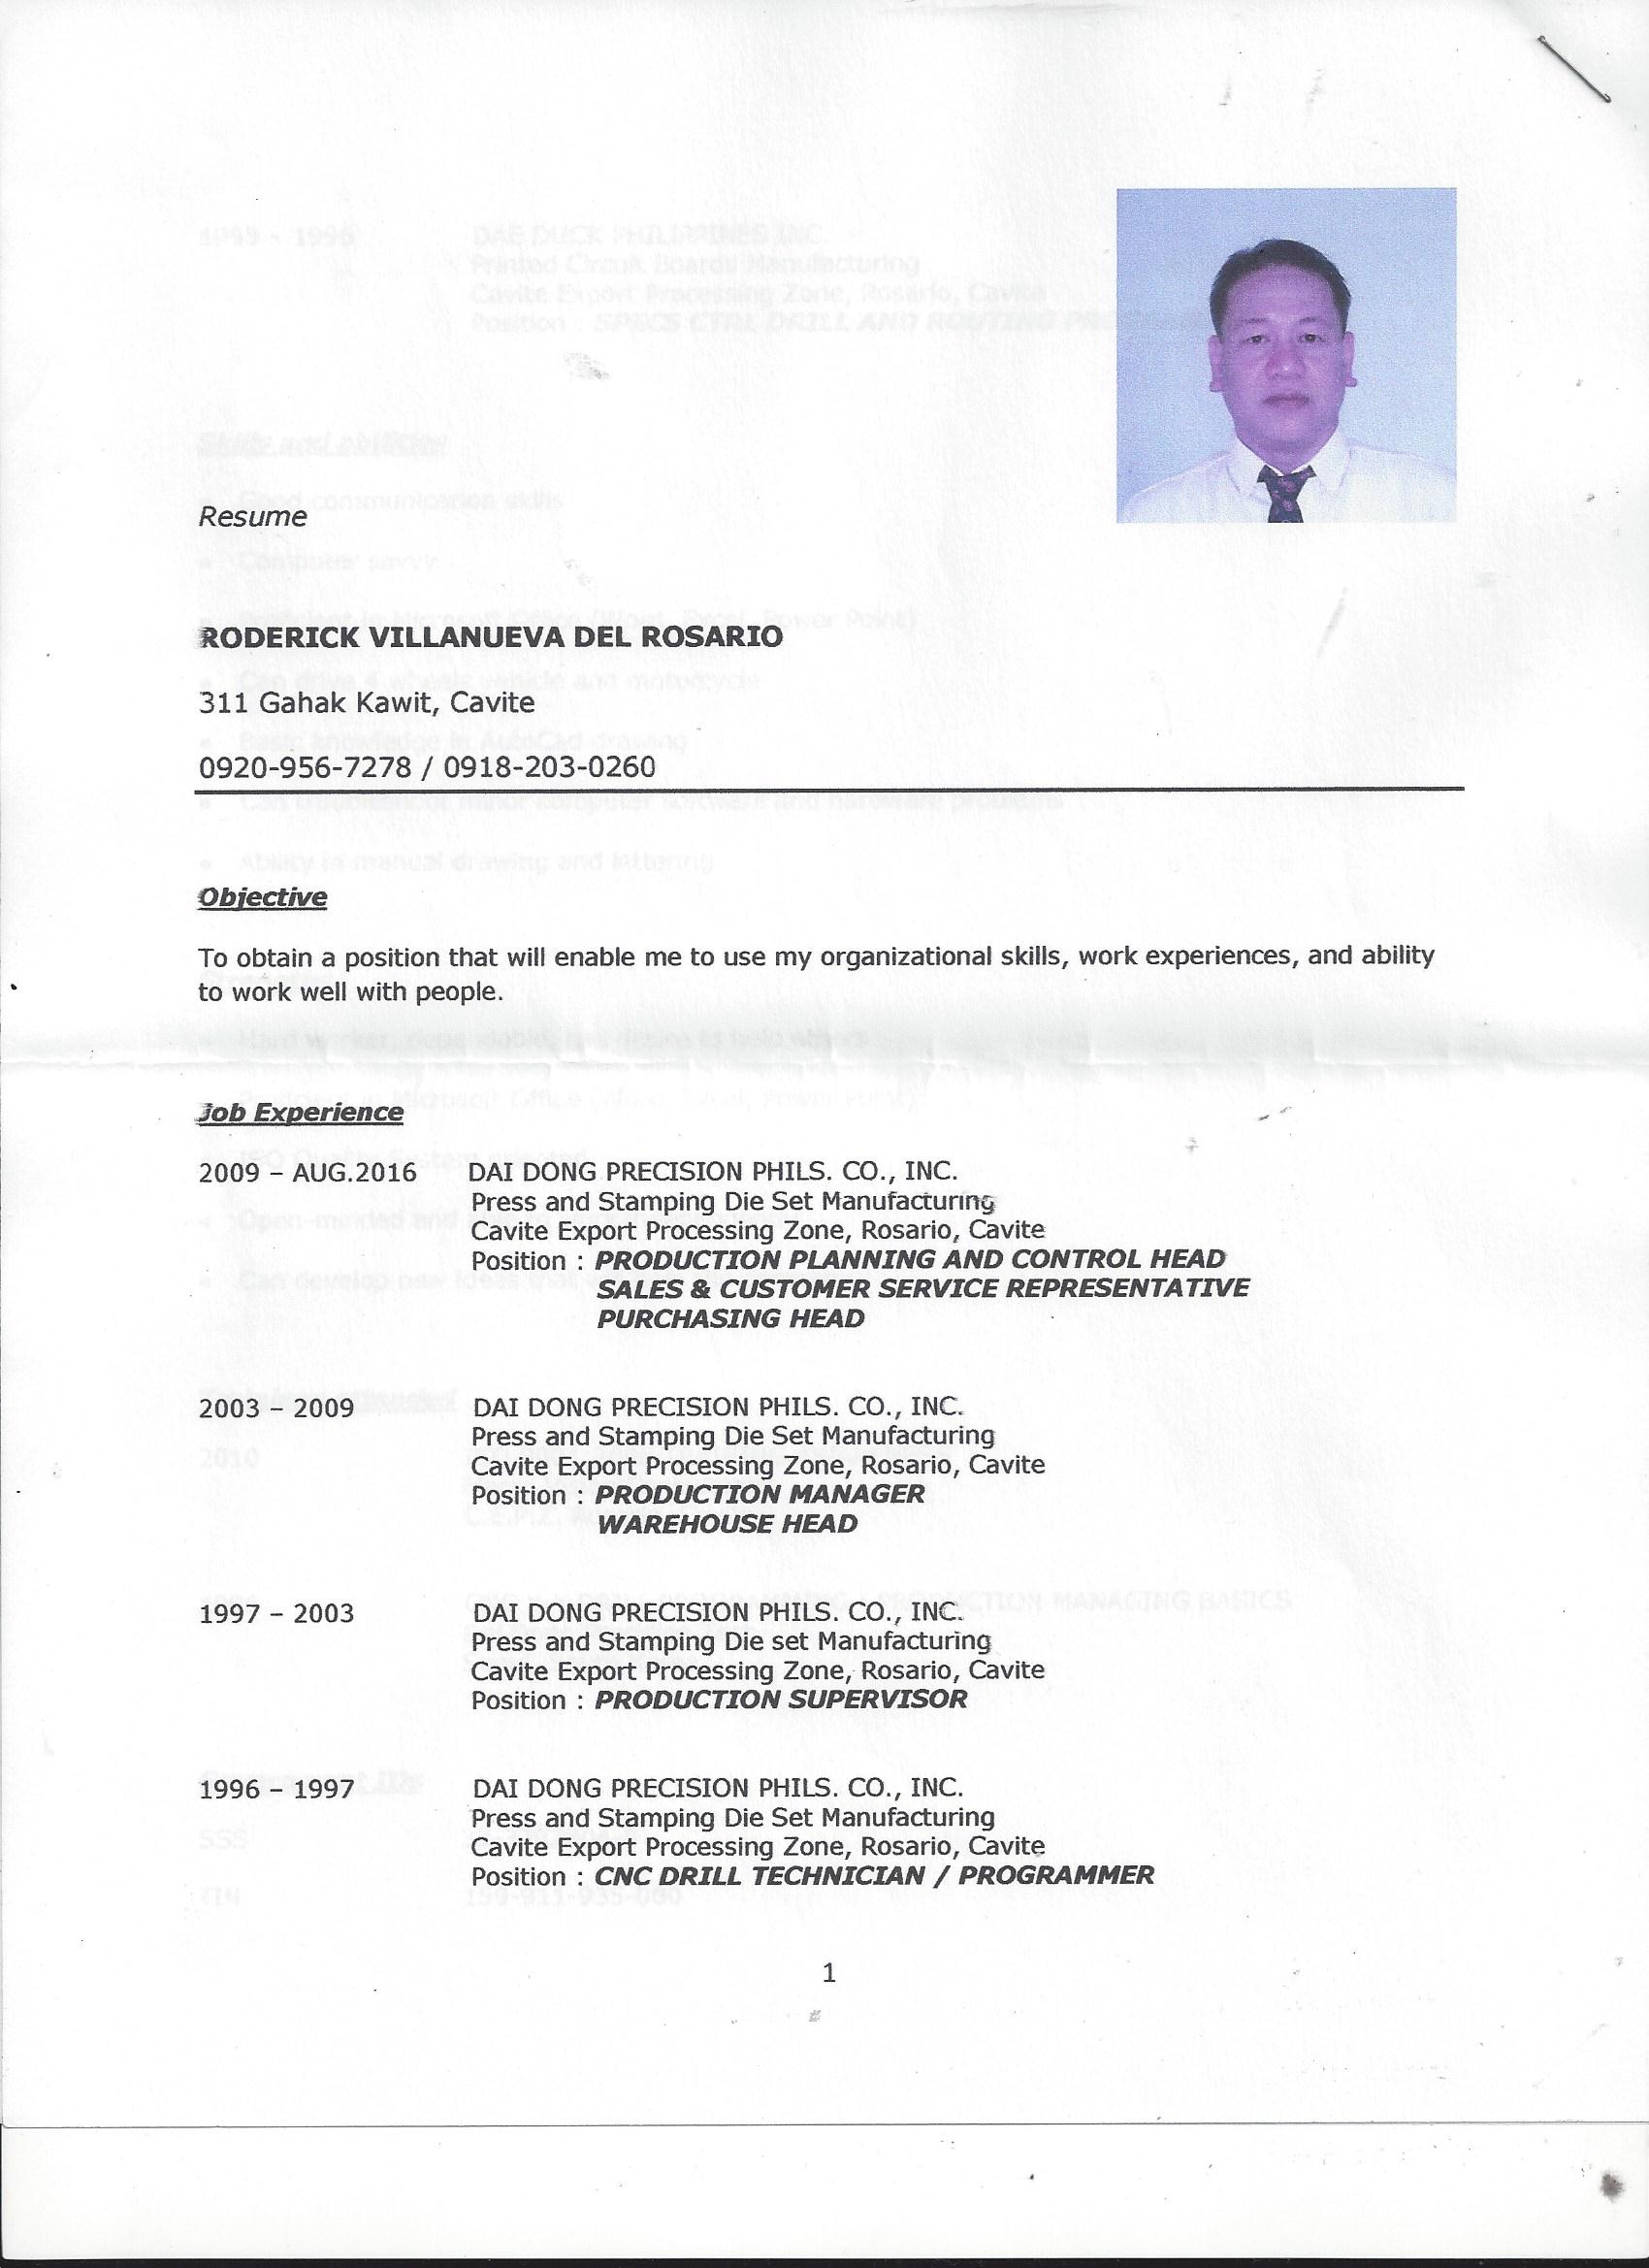 Resume
RODERICK VILLANUEVA DEL ROSARIO
311 Gahak Kawit, Cavite
0920-956-7278 / 0918-203-0260
Objective
To obtain a position that will enable me to use my organizational skills, work experiences, and ability
to work well with people.
Job Experience
2009 – AUG.2016 DAI DONG PRECISION PHILS. CO., INC.
Press and Stamping Die Set Manufacturing
Cavite Export Processing Zone, Rosario, Cavite
Position : PRODUCTION PLANNING AND CONTROL HEAD
SALES & CUSTOMER SERVICE REPRESENTATIVE
PURCHASING HEAD
2003 – 2009 DAI DONG PRECISION PHILS. CO., INC.
Press and Stamping Die Set Manufacturing
Cavite Export Processing Zone, Rosario, Cavite
Position : PRODUCTION MANAGER
WAREHOUSE HEAD
1997 – 2003 DAI DONG PRECISION PHILS. CO., INC.
Press and Stamping Die set Manufacturing
Cavite Export Processing Zone, Rosario, Cavite
Position : PRODUCTION SUPERVISOR
1996 – 1997 DAI DONG PRECISION PHILS. CO., INC.
Press and Stamping Die Set Manufacturing
Cavite Export Processing Zone, Rosario, Cavite
Position : CNC DRILL TECHNICIAN / PROGRAMMER
1